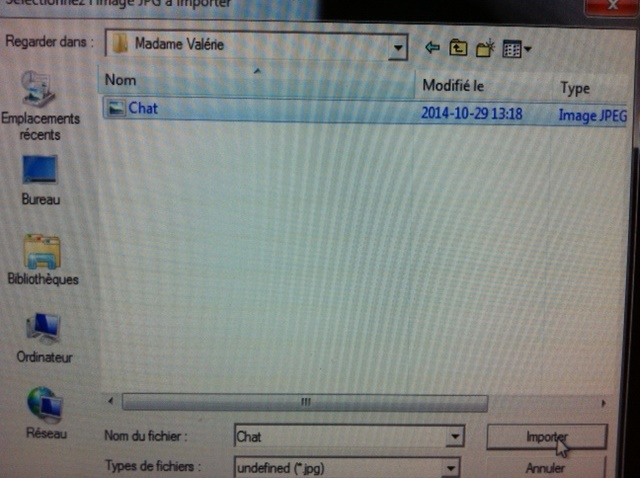 Sélectionnez l'image JPG à importer
Regarder dans :
Madame Valérie
Nom
Modifié le
Type
Chat
2014-10-29 13:18
Image JPEG
Emplacements
récents
Bureau
Bibliothèques
Ordinateur
Réseau
Nom du fichier :
Chat
Importer
Types de fichiers :
undefined (*.jpg)
Annuler